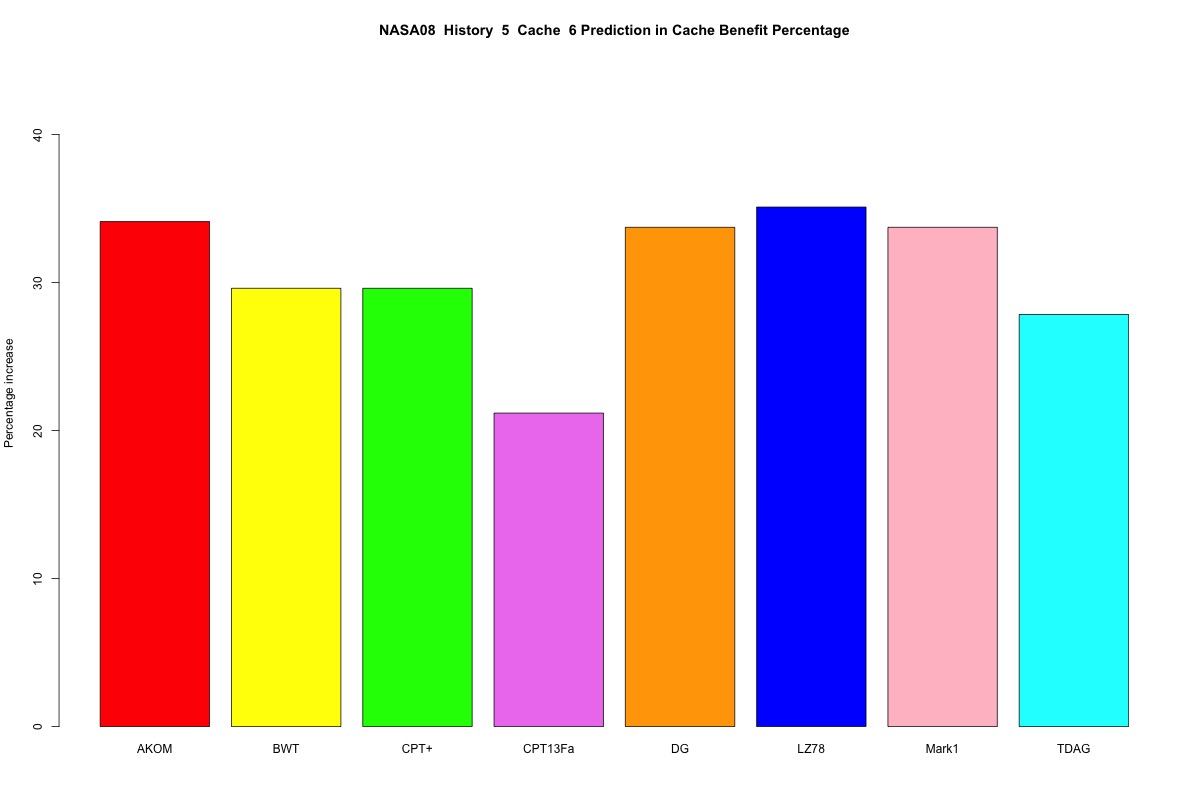 NASA08  History  5  Cache  6 Prediction in Cache Benefit Percentage
40
30
20
10
0
Percentage increase
AKOM BWT CPT+ CPT13Fa DG LZ78 Mark1 TDAG